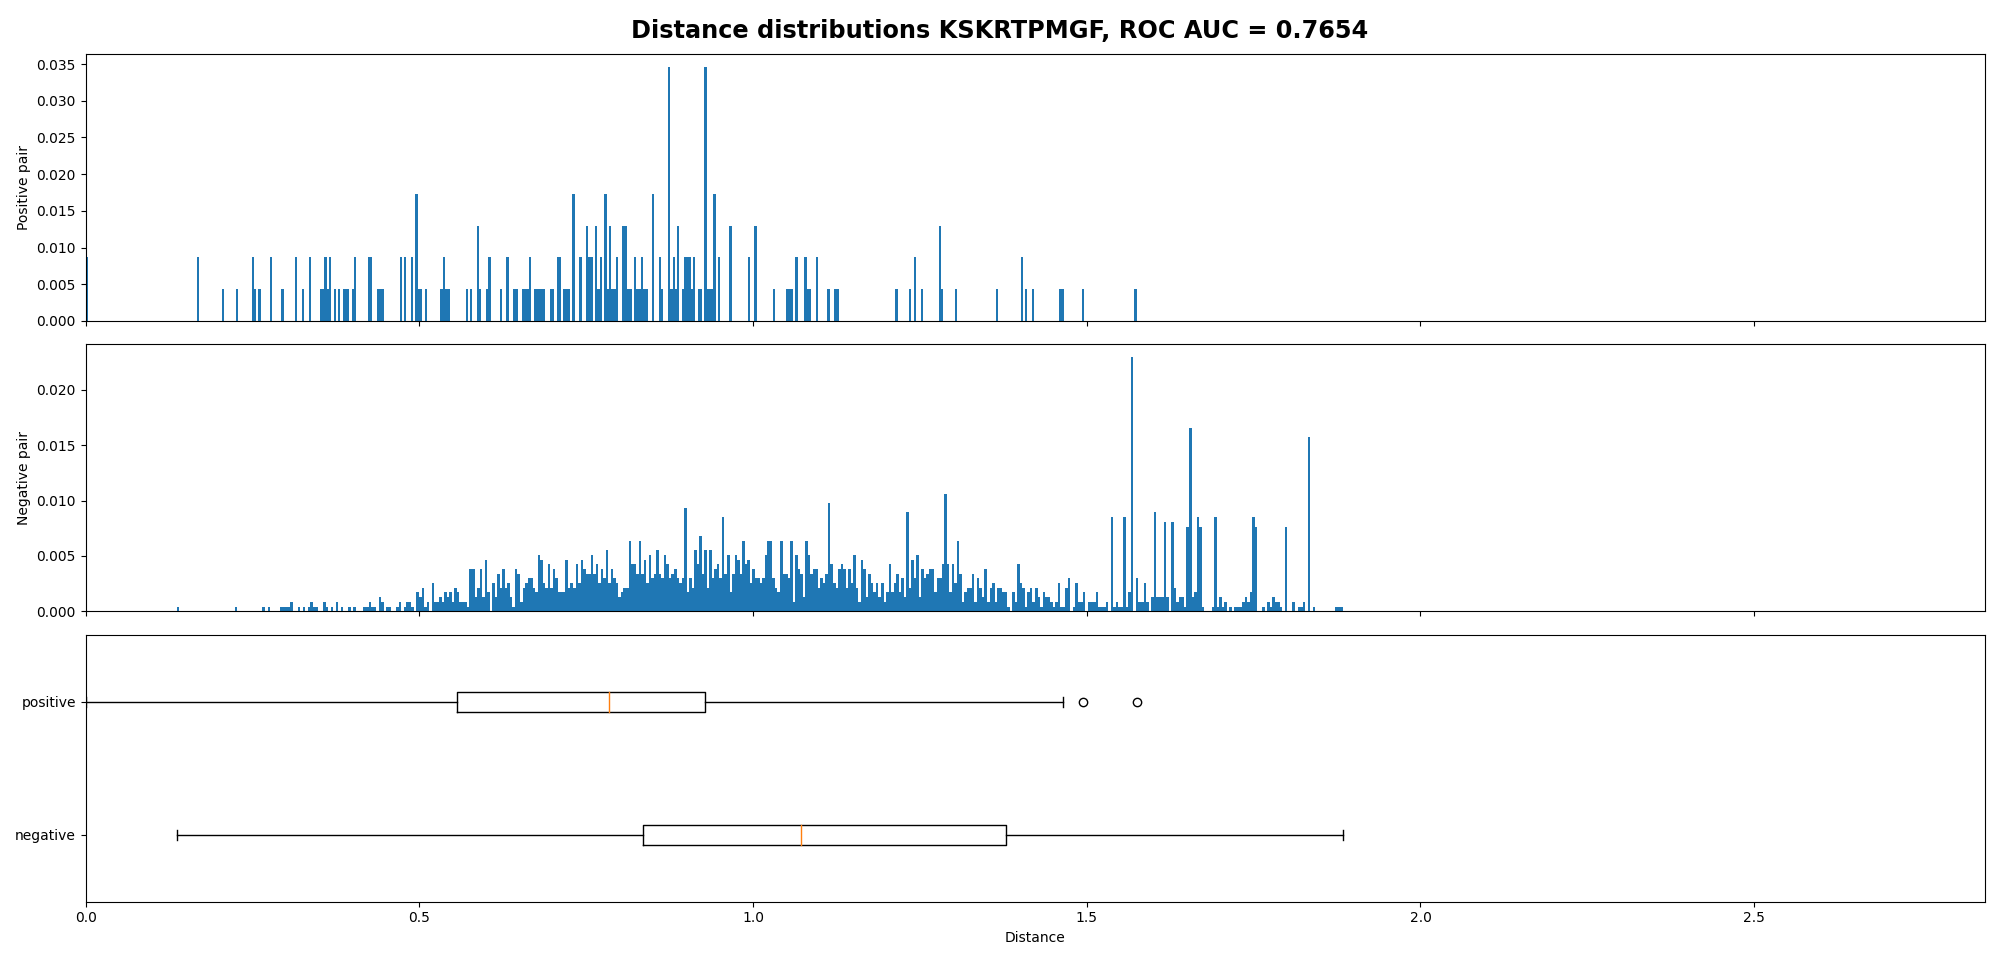 Distance distributions KSKRTPMGF, ROC AUC = 0.7654
0.035
0.030
0.025
0.020
0.015
0.010
0.005
0.000
Positive pair
0.020
0.015
0.010
0.005
0.000
Negative pair
positive
negative
0.0 0.5 1.0 1.5 2.0 2.5
Distance